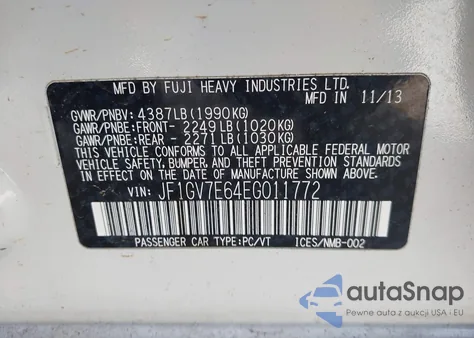 MFD BY FUJI HEAVY INDUSTRIES LTD.
MFD IN 11/13
GVWR/PNBV: 4387LB(1990KG)
GAWR/PNBE:FRONT- 2249LB(1020KG)
GAWR/PNBE:REAR - 2271LB(1030KG)
THIS VEHICLE CONFORMS TO ALL APPLICABLE FEDERAL MOTOR
VEHICLE SAFETY, BUMPER, AND THEFT PREVENTION STANDARDS
IN EFFECT ON THE DATE OF MANUFACTURE SHOWN ABOVE.
VIN: JF1GV7E64EG011772
PASSENGER CAR TYPE:PC/VT ICES/NMB-002
autoSnap
Pewne auta z aukcji USA i EU